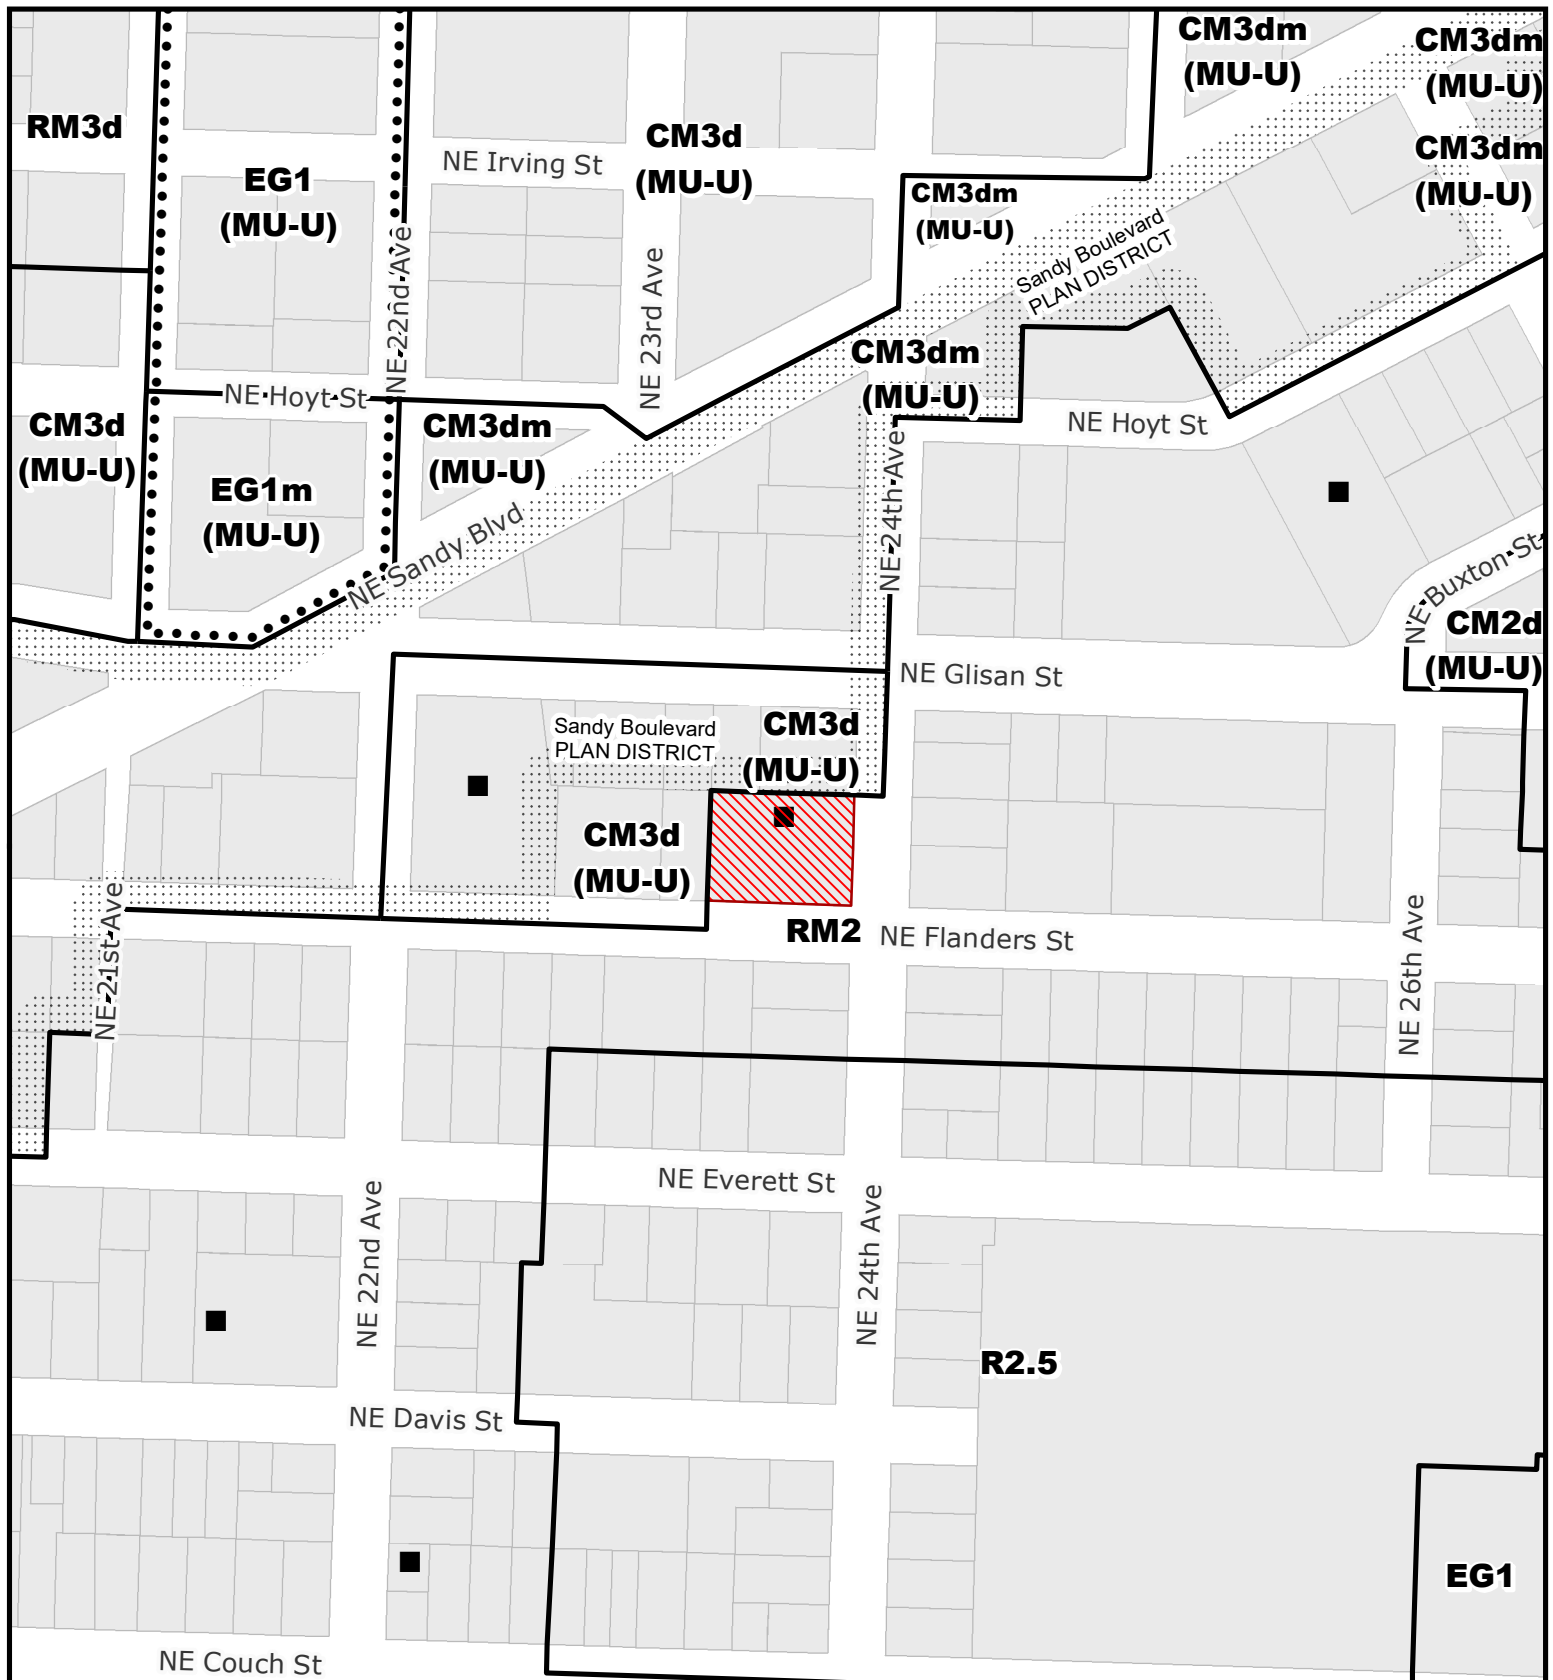 CM3dm
(MU-U)
CM3dm
(MU-U)
RM3d
EG1
(MU-U)
NE Irving St
CM3d
(MU-U)
CM3dm
(MU-U)
CM3dm
(MU-U)
Sandy Boulevard
PLAN DISTRICT
NE 22nd Ave
NE 23rd Ave
NE Hoyt St
CM3dm
(MU-U)
NE Hoyt St
CM3d
(MU-U)
CM3dm
(MU-U)
EG1m
(MU-U)
NE Sandy Blvd
NE 24th Ave
NE Buxton St
CM2d
(MU-U)
NE Glisan St
Sandy Boulevard
PLAN DISTRICT
CM3d
(MU-U)
CM3d
(MU-U)
NE 21st Ave
RM2
NE Flanders St
NE 26th Ave
NE Everett St
NE 22nd Ave
NE 24th Ave
R2.5
NE Davis St
EG1
NE Couch St